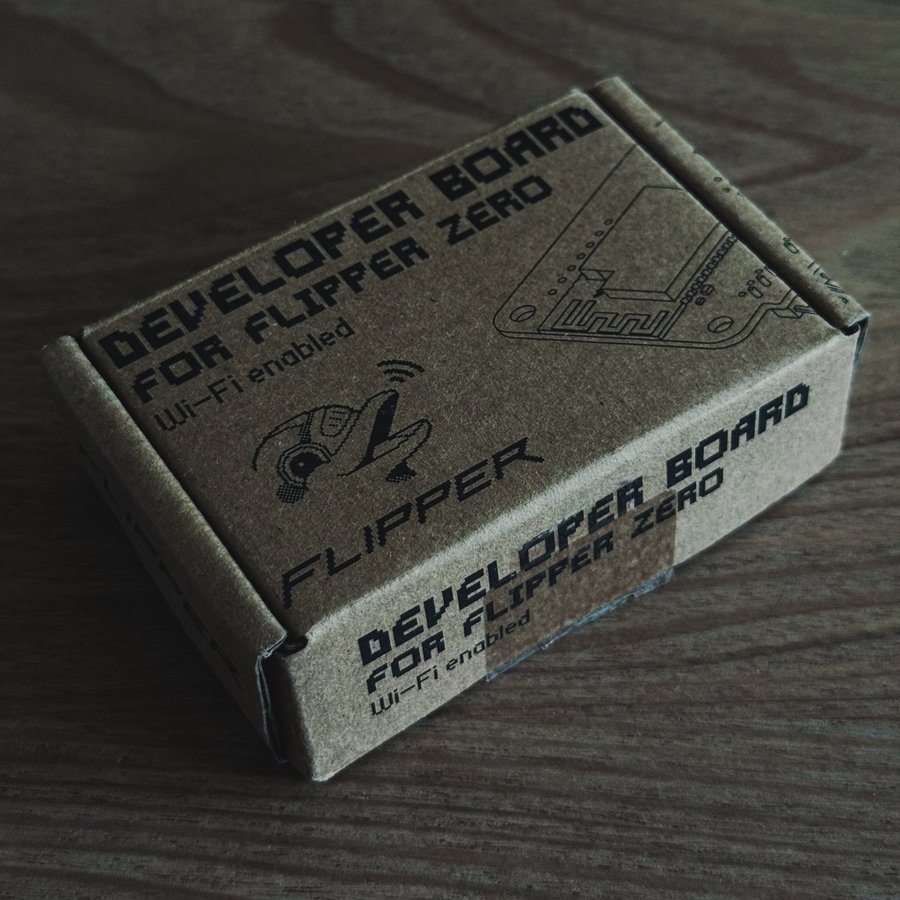 DEVELOPER BOARD
FOR FLIPPER ZERO
Wi-Fi enabled
FLIPPER
DEVELOPER BOARD
FOR FLIPPER ZERO
Wi-Fi enabled